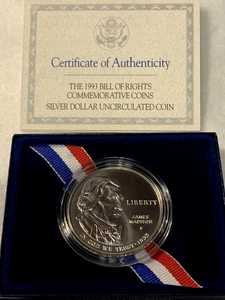 Certificate of Authenticity
THE 1993 BILL OF RIGHTS
COMMEMORATIVE COINS
SILVER DOLLAR UNCIRCULATED COIN
LIBERTY
JAMES
MADISON
IN GOD WE TRUST 1993